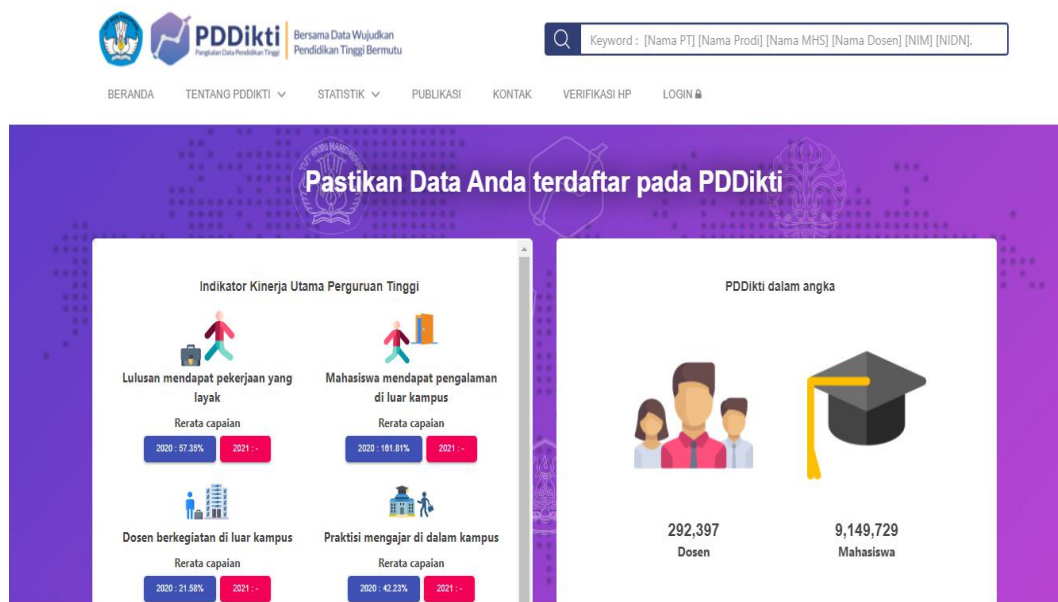 PDDikti
Pangkalan Data Pendidikan Tinggi
Bersama Data Wujudkan
Pendidikan Tinggi Bermutu
Keyword : [Nama PT] [Nama Prodi] [Nama MHS] [Nama Dosen] [NIM] [NIDN].
BERANDA TENTANG PDDIKTI STATISTIK PUBLIKASI KONTAK VERIFIKASI HP LOGIN
Pastikan Data Anda terdaftar pada PDDikti
Indikator Kinerja Utama Perguruan Tinggi
Lulusan mendapat pekerjaan yang
layak
Rerata capaian
2020 : 57.35% 2021 : -
Mahasiswa mendapat pengalaman
di luar kampus
Rerata capaian
2020 : 161.81% 2021 : -
Dosen berkegiatan di luar kampus
Rerata capaian
2020 : 21.58% 2021 : -
Praktisi mengajar di dalam kampus
Rerata capaian
2020 : 42.23% 2021 : -
PDDikti dalam angka
292,397
Dosen
9,149,729
Mahasiswa